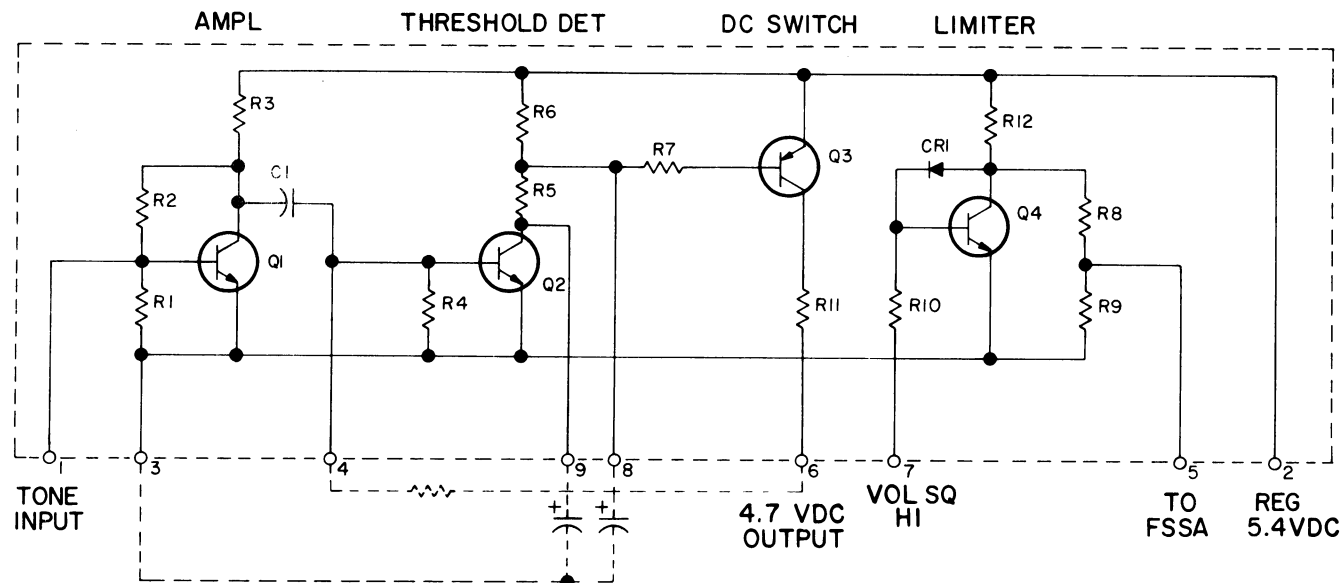 AMPL
THRESHOLD DET
DC SWITCH
LIMITER
R3
R6
R12
R7
Q3
CR1
C1
R2
R5
Q4
R8
Q1
Q2
R1
R4
R11
R10
R9
1
3
4
9
8
6
7
5
2
TONE
INPUT
+
+
4.7 VDC
OUTPUT
VOL SQ
HI
TO
FSSA
REG
5.4VDC